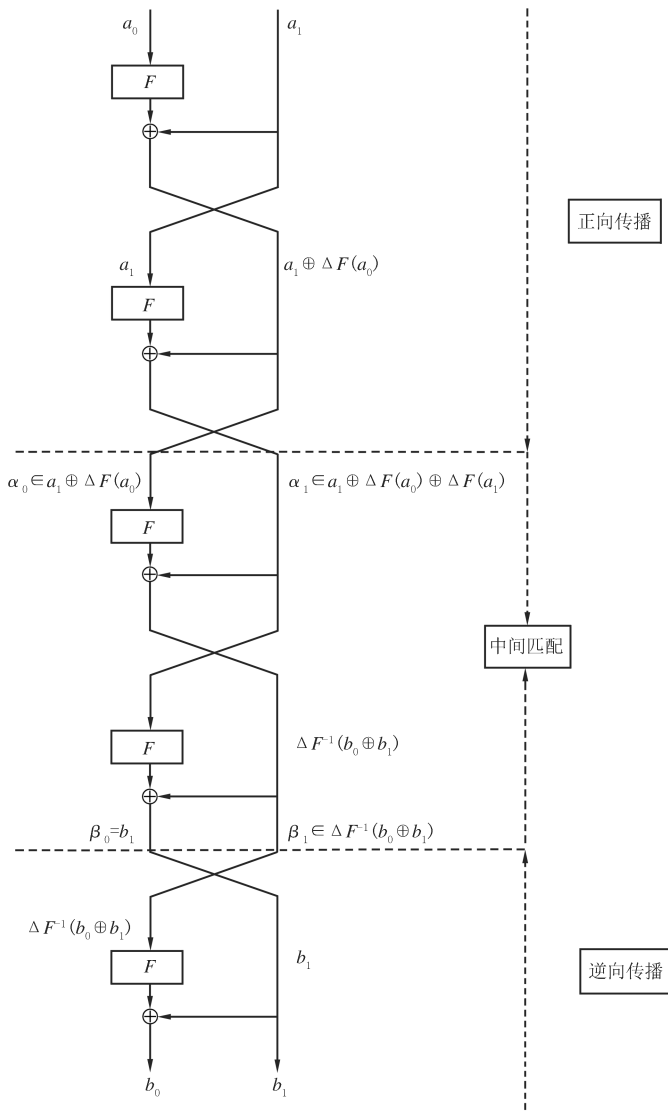 a₀ a₁
F
正向传播
a₁ a₁ ⊕ ΔF(a₀)
F
α₀∈a₁ ⊕ ΔF(a₀) α₁∈a₁ ⊕ ΔF(a₀) ⊕ ΔF(a₁)
F
中间匹配
F ΔF⁻¹(b₀⊕b₁)
β₀=b₁ β₁∈ΔF⁻¹(b₀⊕b₁)
ΔF⁻¹(b₀⊕b₁)
F b₁
逆向传播
b₀ b₁